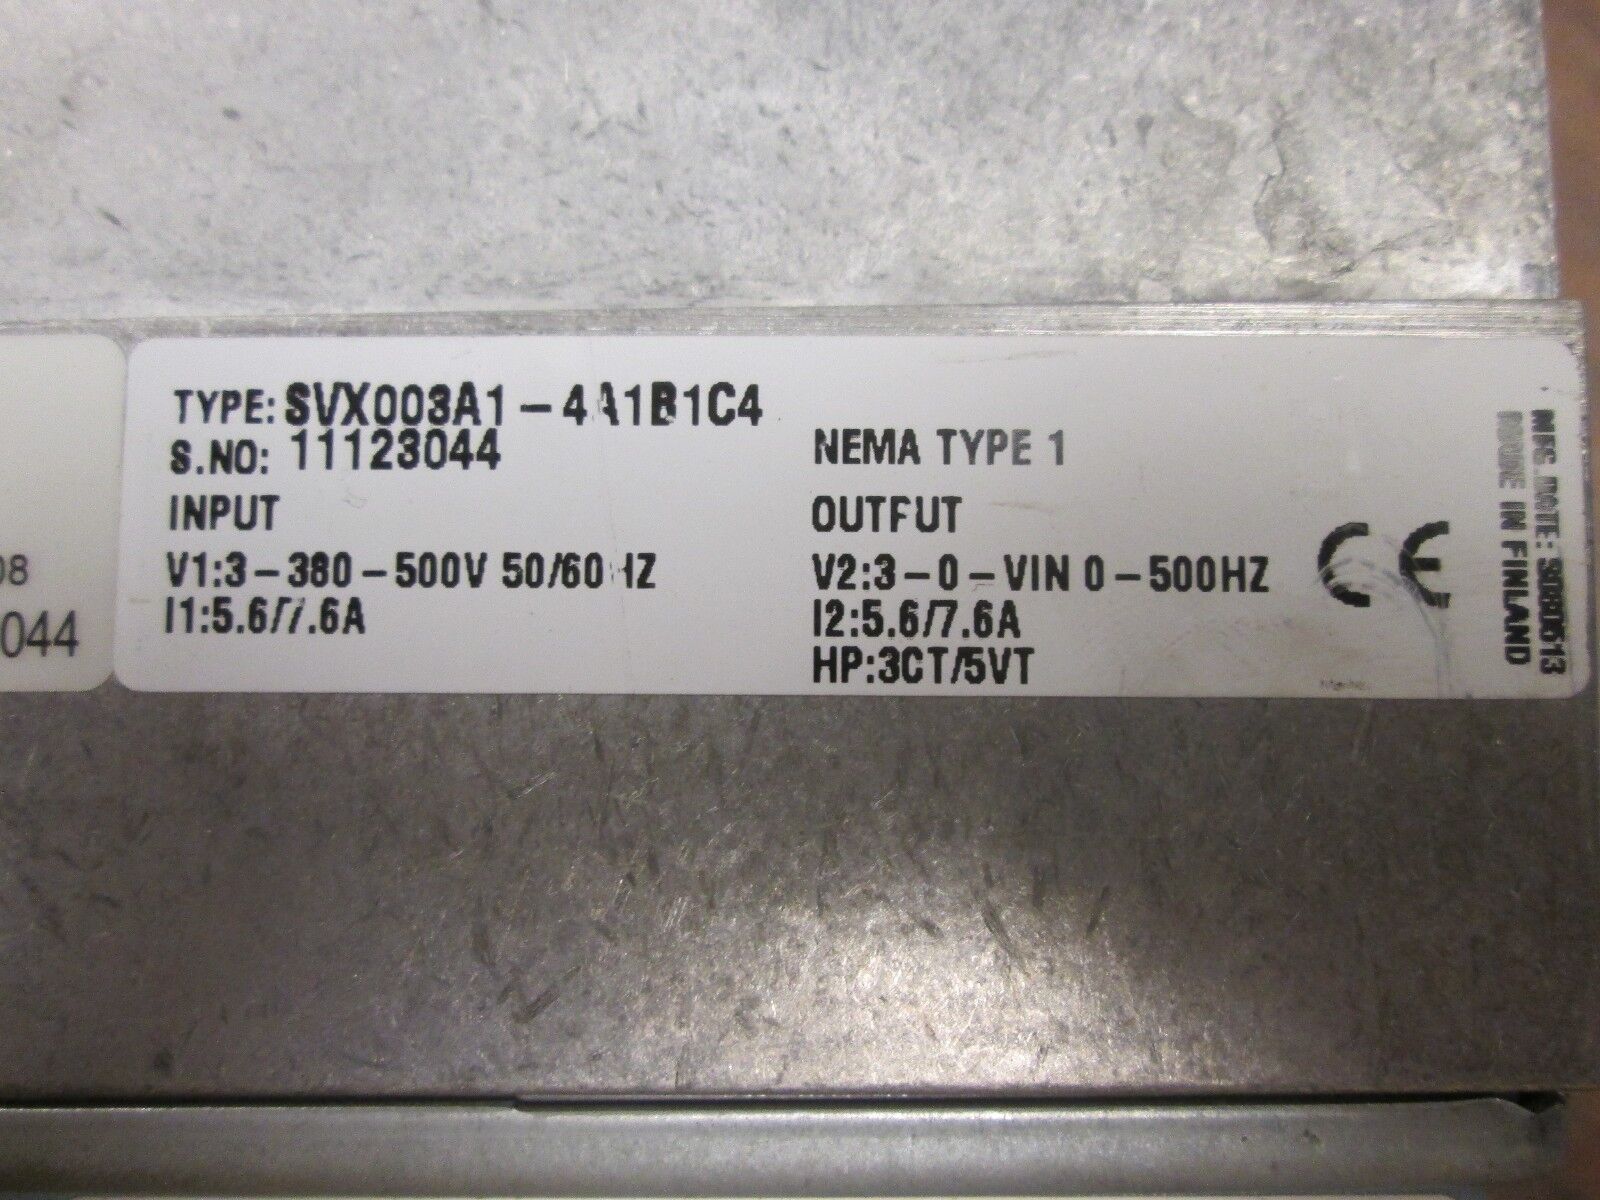 TYPE: SVX003A1-4A1B1C4
S.NO: 11123044
NEMA TYPE 1
INPUT
OUTPUT
V1:3-380-500V 50/60HZ
V2:3-0-VIN 0-500HZ
I1:5.6/7.6A
I2:5.6/7.6A
HP:3CT/5VT
CE
MFG. DATE:
MADE IN FINLAND
08
044